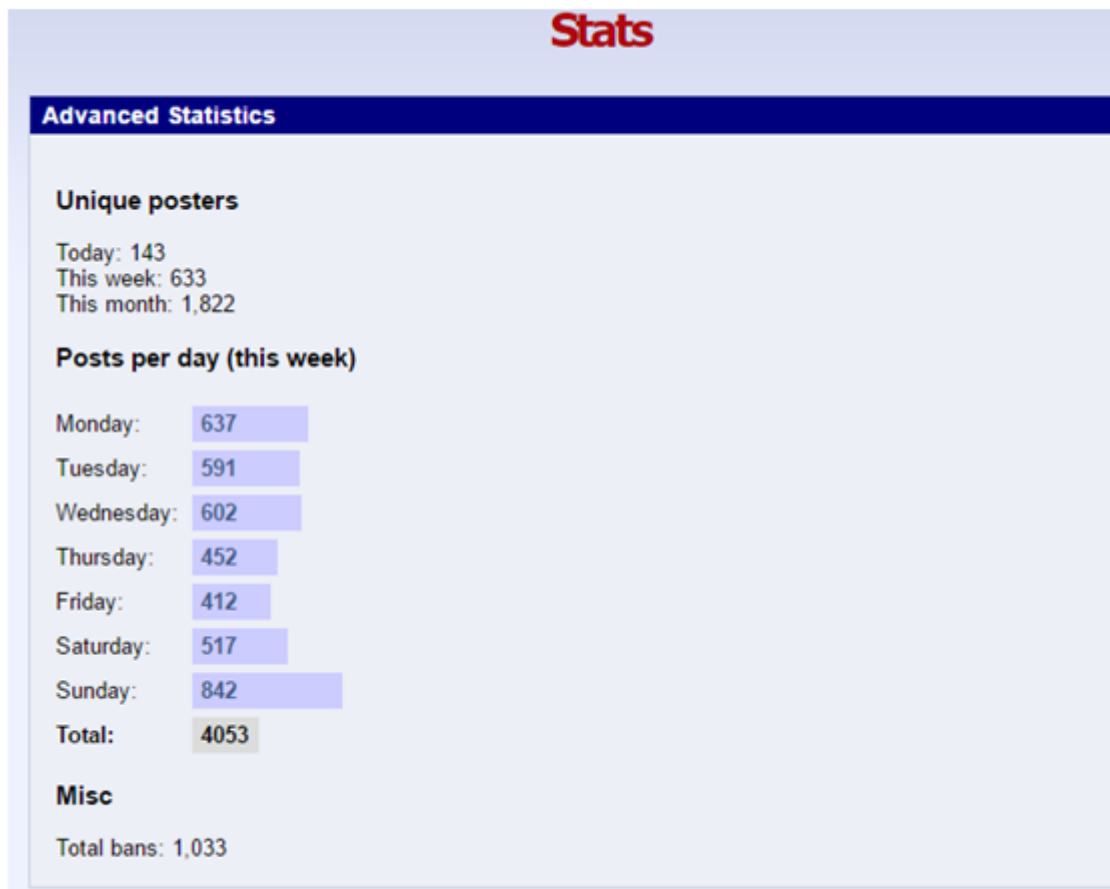 Stats
Advanced Statistics
Unique posters
Today: 143
This week: 633
This month: 1,822
Posts per day (this week)
Monday: 637
Tuesday: 591
Wednesday: 602
Thursday: 452
Friday: 412
Saturday: 517
Sunday: 842
Total: 4053
Misc
Total bans: 1,033